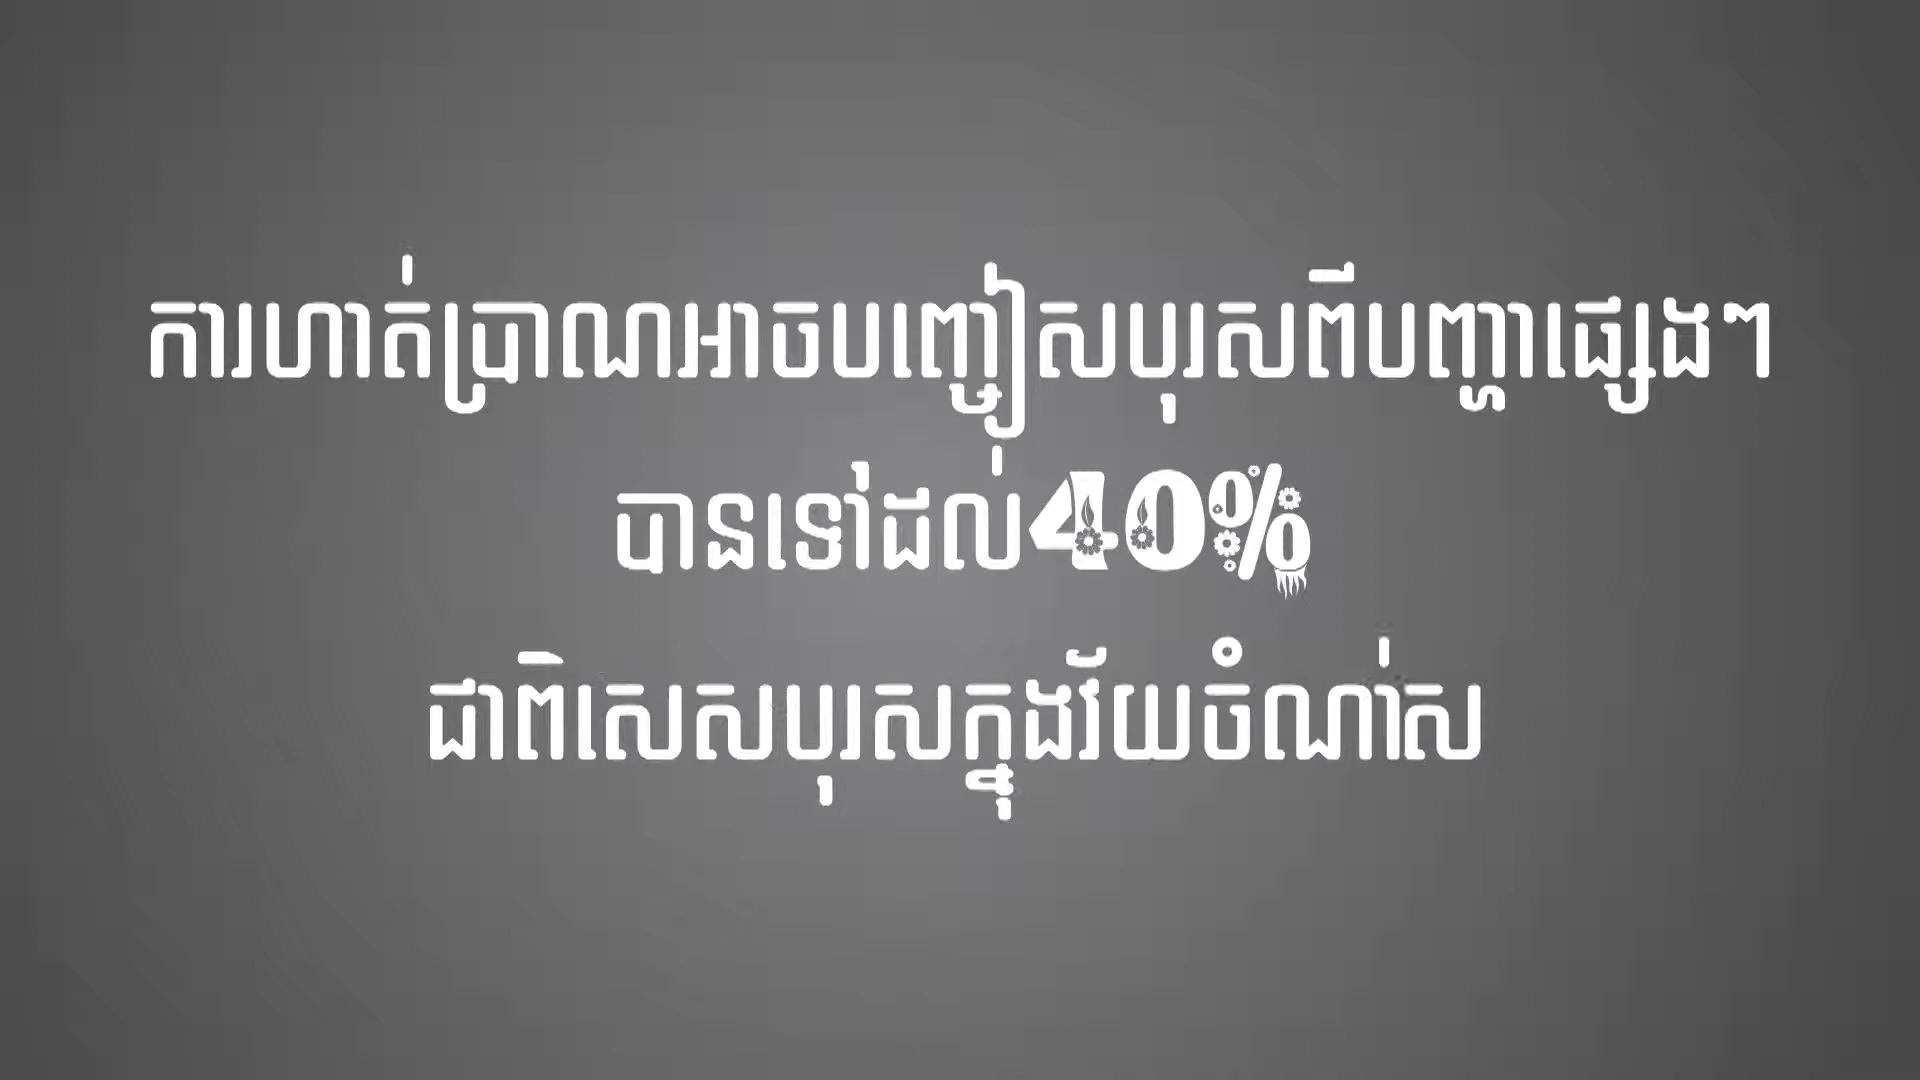 ការហាត់ប្រាណអាចបញ្ចៀសបុរសពីបញ្ហាផ្សេងៗ
បានទៅដល់40%
ជាពិសេសបុរសក្នុងវ័យចំណាស់